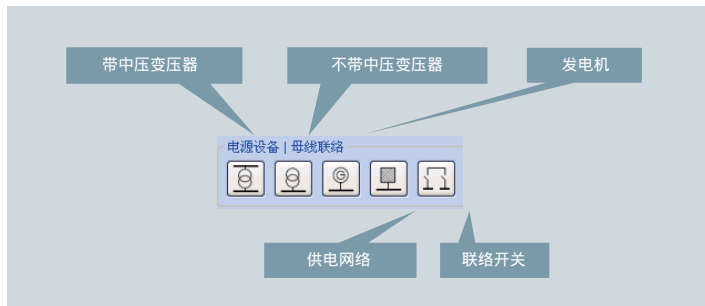 带中压变压器
不带中压变压器
发电机
电源设备 | 母线联络
G
供电网络
联络开关